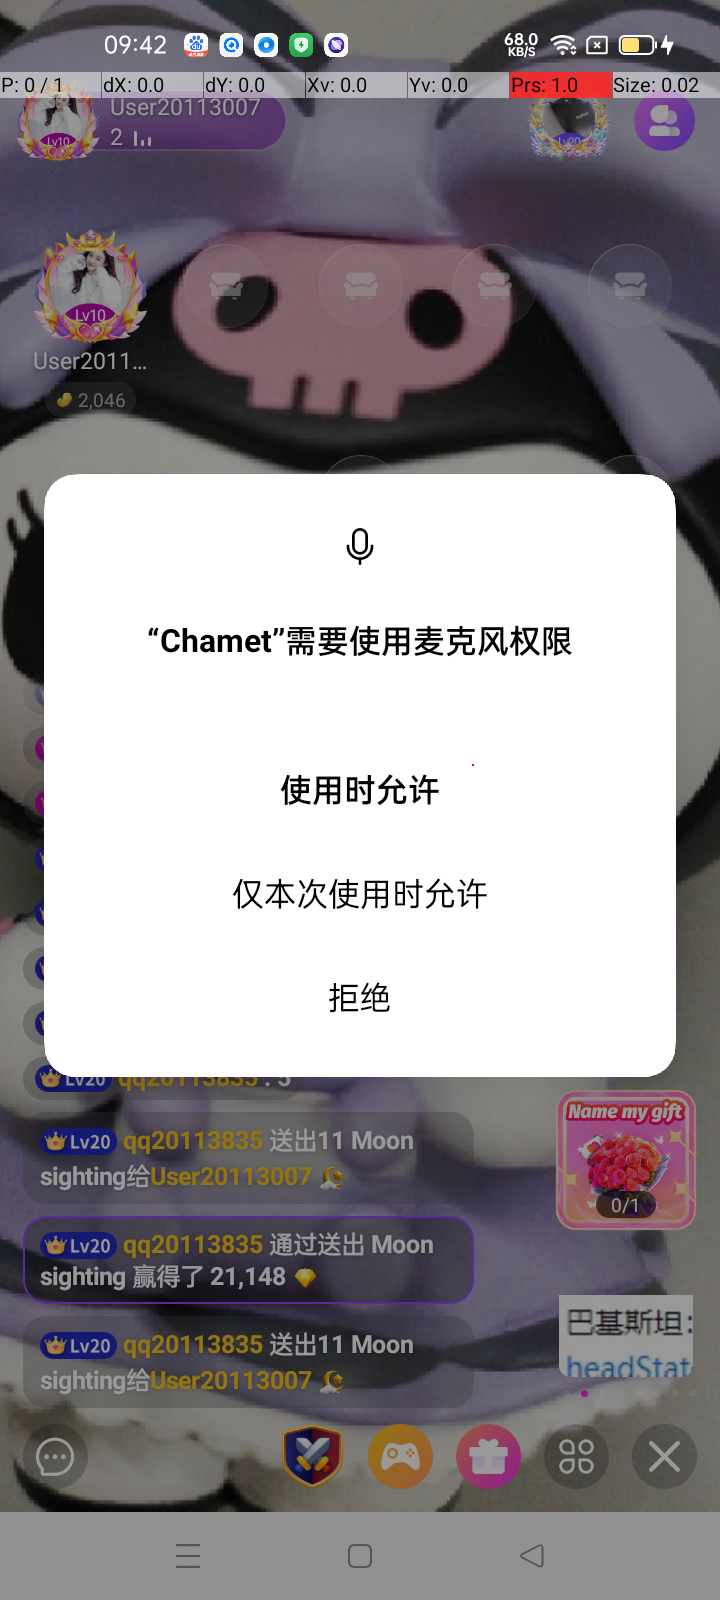 09:42
68.0
KB/S
P: 0 / 1 dX: 0.0 dY: 0.0 Xv: 0.0 Yv: 0.0 Prs: 1.0 Size: 0.02
User20113007
2
Lv10
Lv20
Lv10
User2011...
2,046
“Chamet”需要使用麦克风权限
使用时允许
仅本次使用时允许
拒绝
Lv20 qq20113835 : 5
Lv20 qq20113835 送出11 Moon
sighting给User20113007
Name my gift
0/1
Lv20 qq20113835 通过送出 Moon
sighting 赢得了 21,148
Lv20 qq20113835 送出11 Moon
sighting给User20113007
巴基斯坦:
headStat